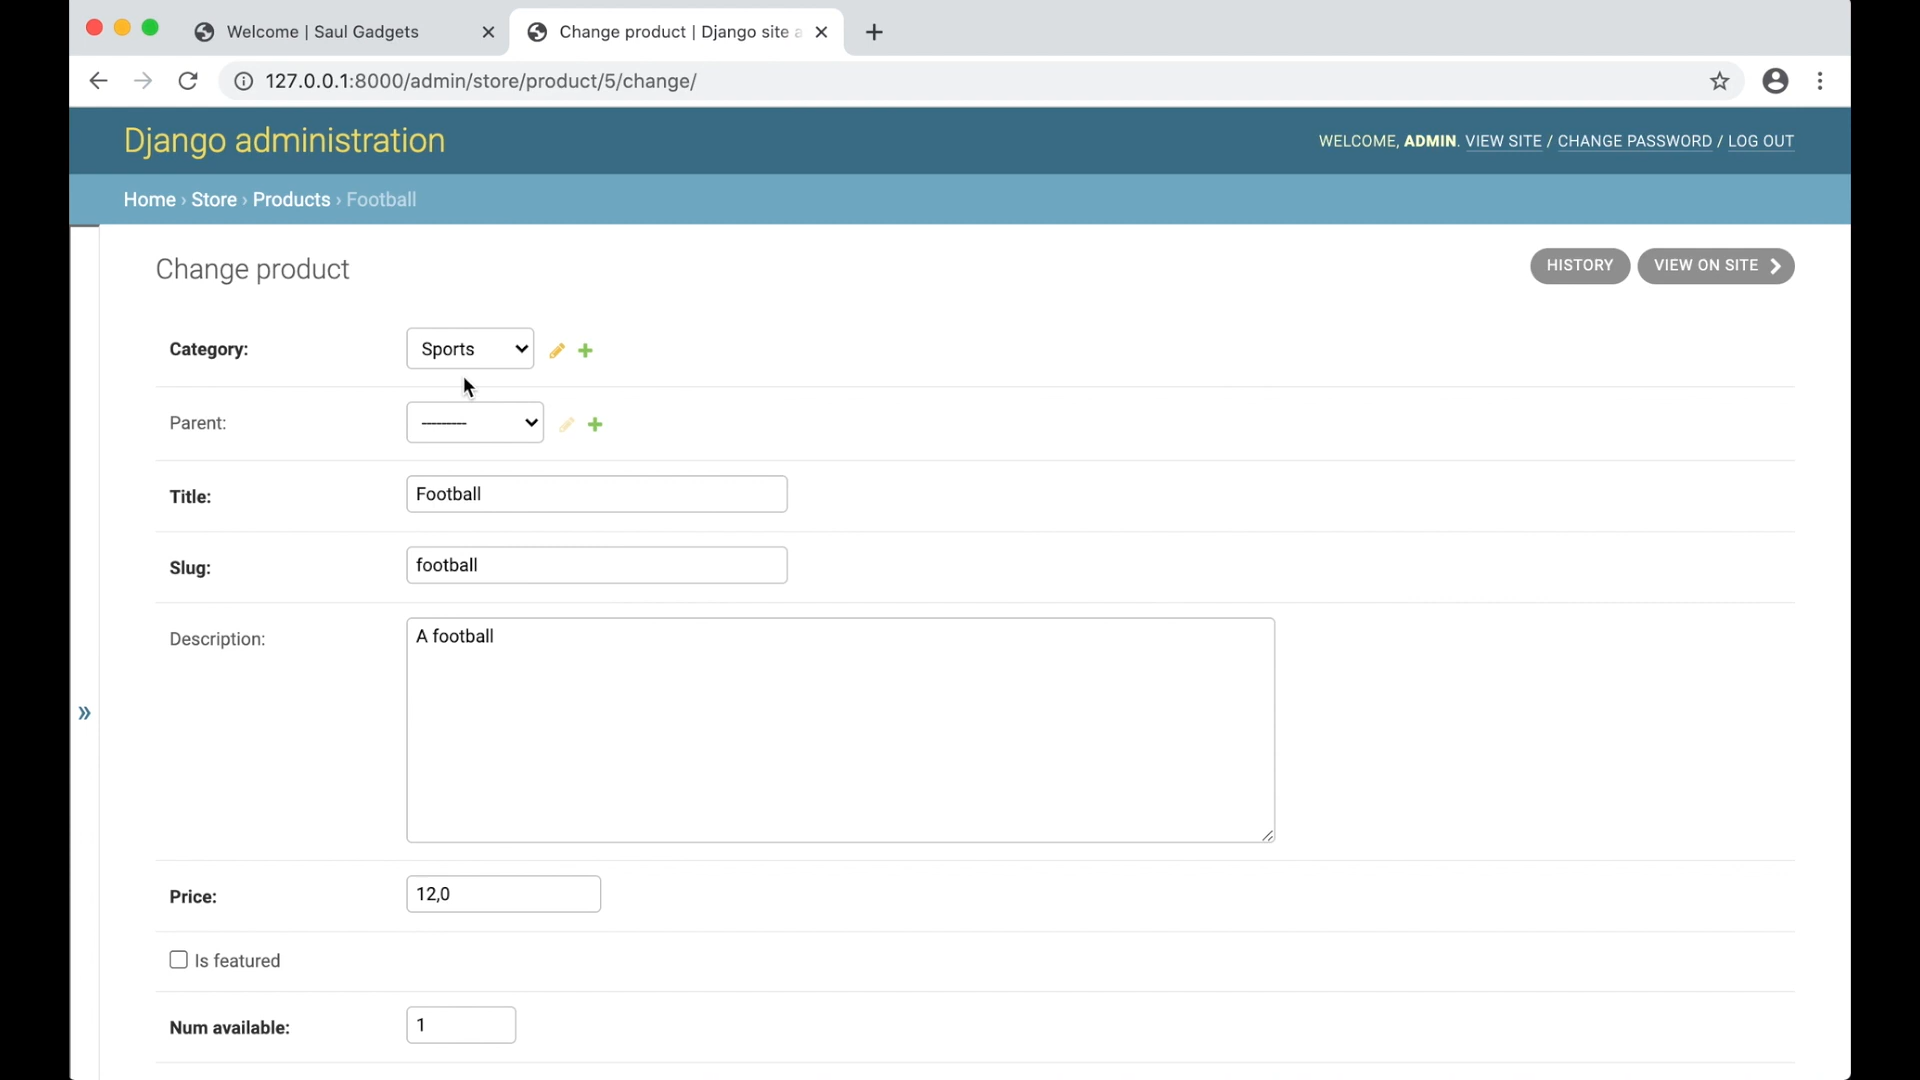 Welcome | Saul Gadgets
Change product | Django site a
127.0.0.1:8000/admin/store/product/5/change/
Django administration
WELCOME, ADMIN. VIEW SITE / CHANGE PASSWORD / LOG OUT
Home › Store › Products › Football
Change product
HISTORY
VIEW ON SITE
Category:
Sports
Parent:
---------
Title:
Football
Slug:
football
Description:
A football
»
Price:
12,0
Is featured
Num available:
1